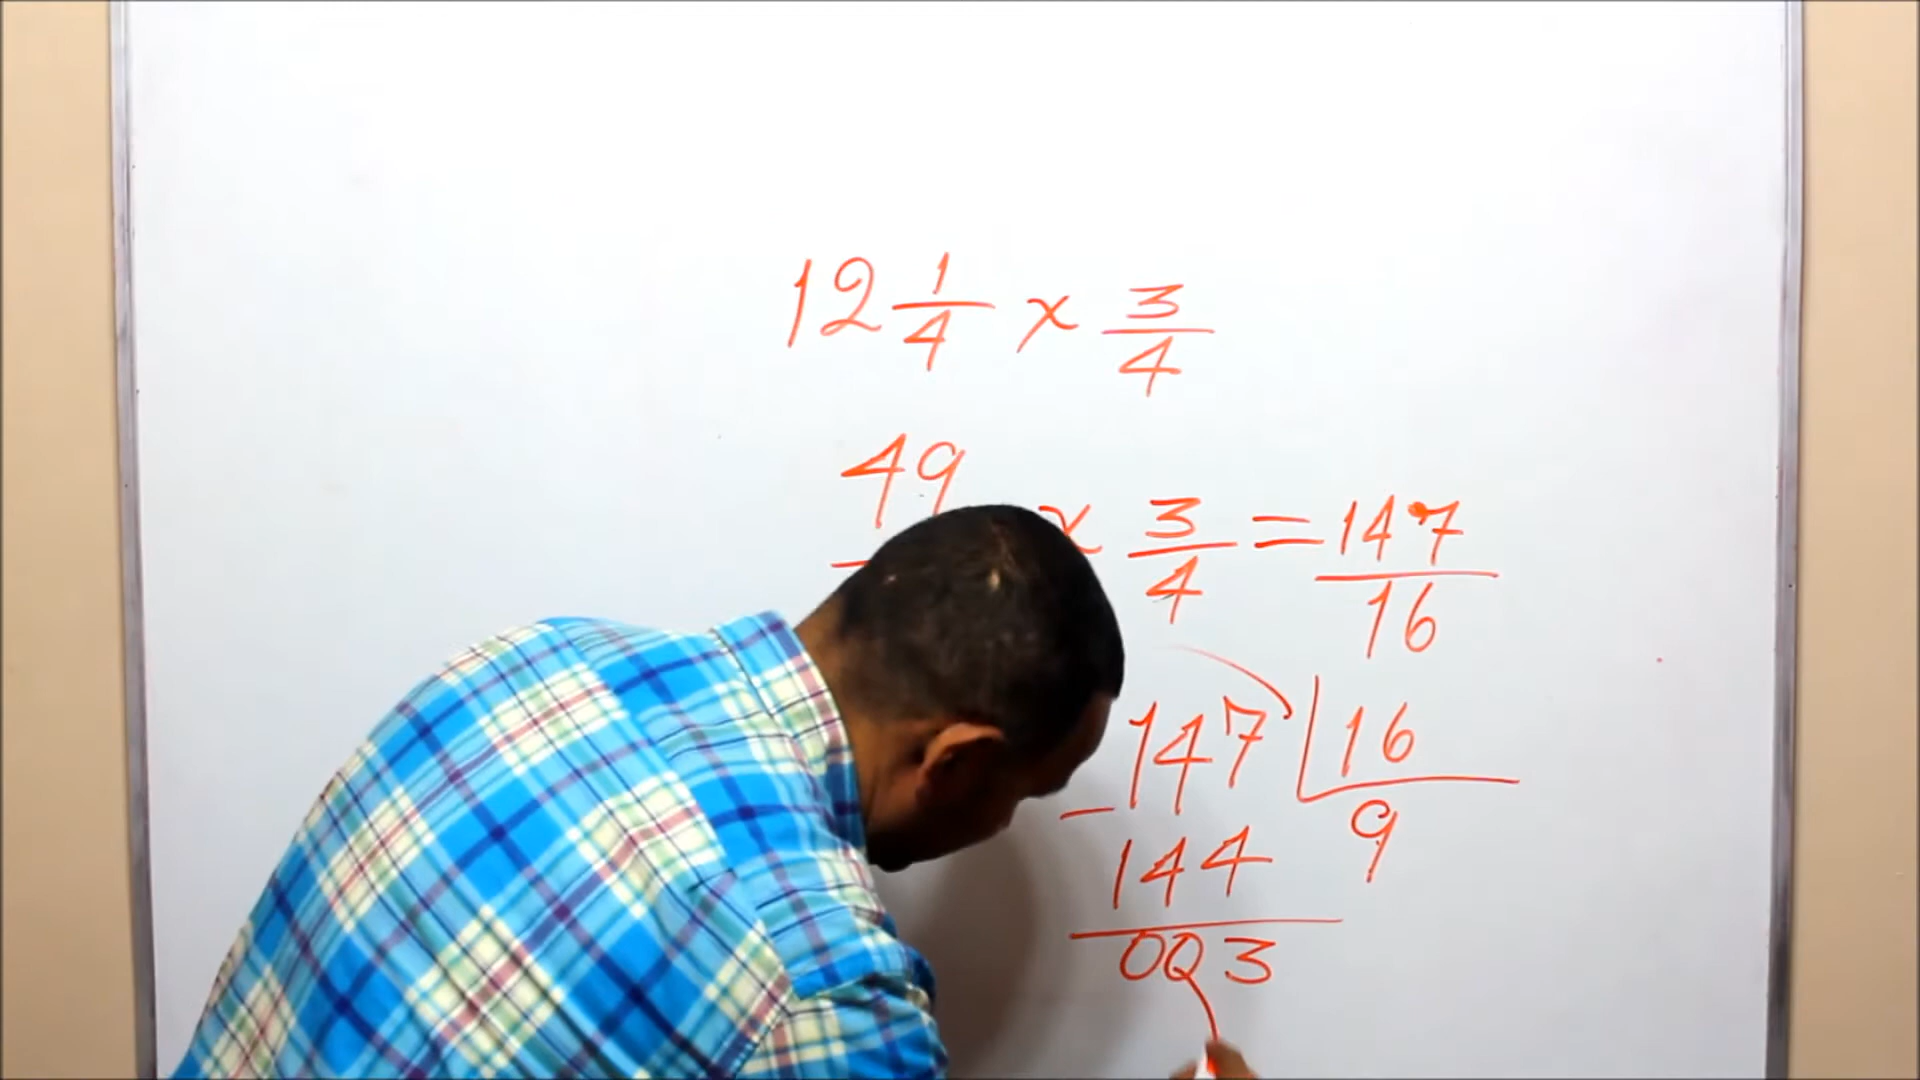 12 1/4 x 3/4
49 x 3/4 = 147/16
147 | 16
- 9
144
003